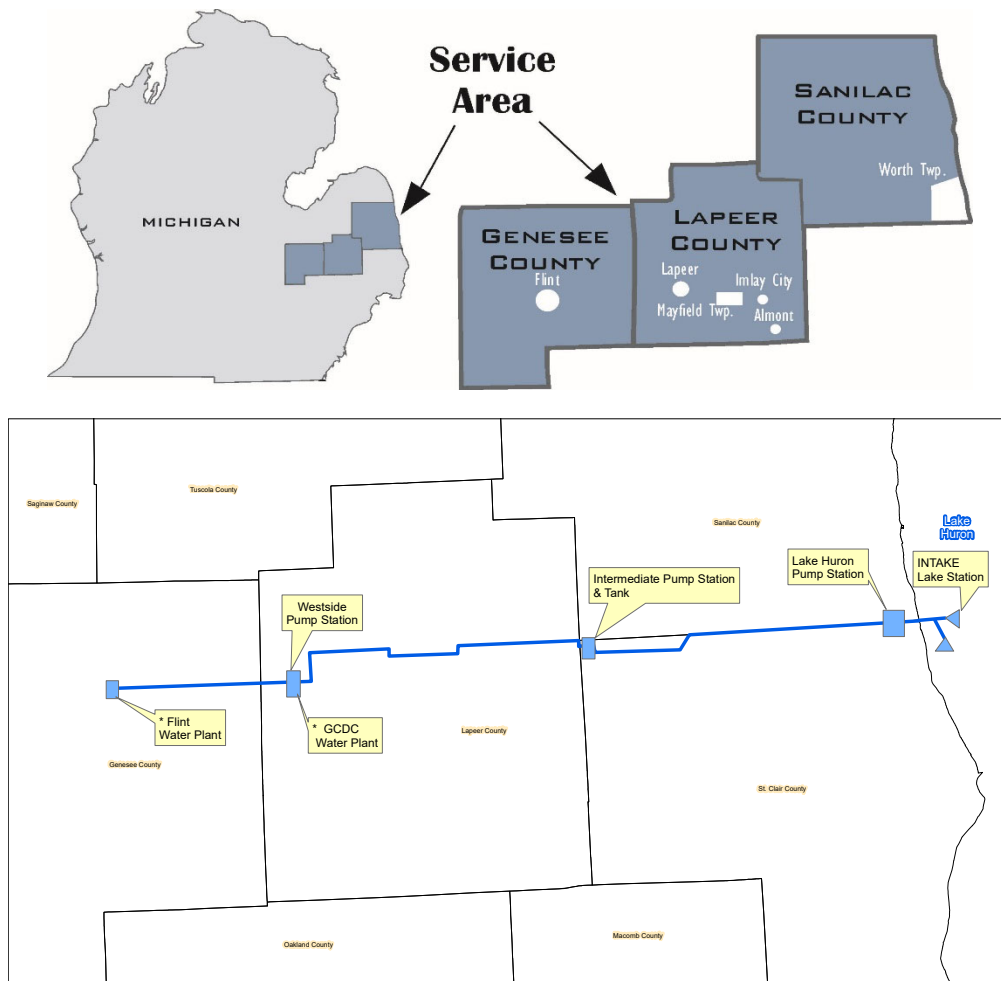 Service
Area
MICHIGAN
SANILAC
COUNTY
Worth Twp.
LAPEER
COUNTY
GENESEE
COUNTY
Flint
Lapeer
Imlay City
Mayfield Twp.
Almont
Saginaw County
Tuscola County
Sanilac County
Lake
Huron
Lake Huron
Pump Station
INTAKE
Lake Station
Intermediate Pump Station
& Tank
Westside
Pump Station
* Flint
Water Plant
* GCDC
Water Plant
Lapeer County
Genesee County
St. Clair County
Oakland County
Macomb County